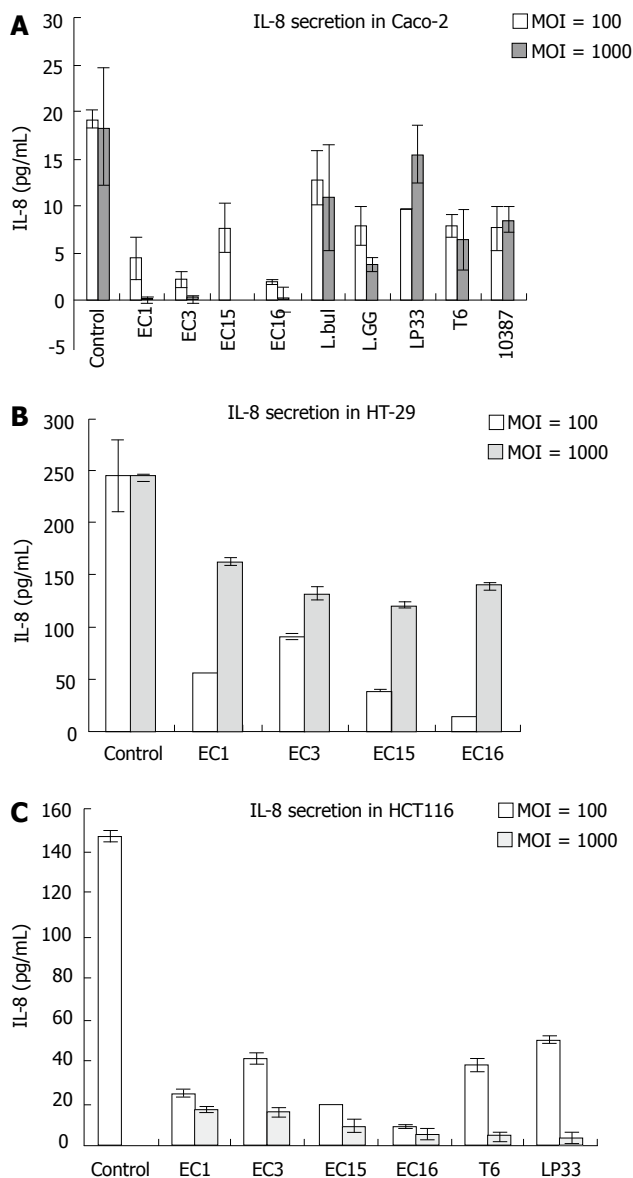 A
IL-8 secretion in Caco-2
MOI = 100
MOI = 1000
IL-8 (pg/mL)
30
25
20
15
10
5
0
-5
Control
EC1
EC3
EC15
EC16
L.bul
L.GG
LP33
T6
10387
B
IL-8 secretion in HT-29
MOI = 100
MOI = 1000
IL-8 (pg/mL)
300
250
200
150
100
50
0
Control EC1 EC3 EC15 EC16
C
IL-8 secretion in HCT116
MOI = 100
MOI = 1000
IL-8 (pg/mL)
160
140
120
100
80
60
40
20
0
Control EC1 EC3 EC15 EC16 T6 LP33